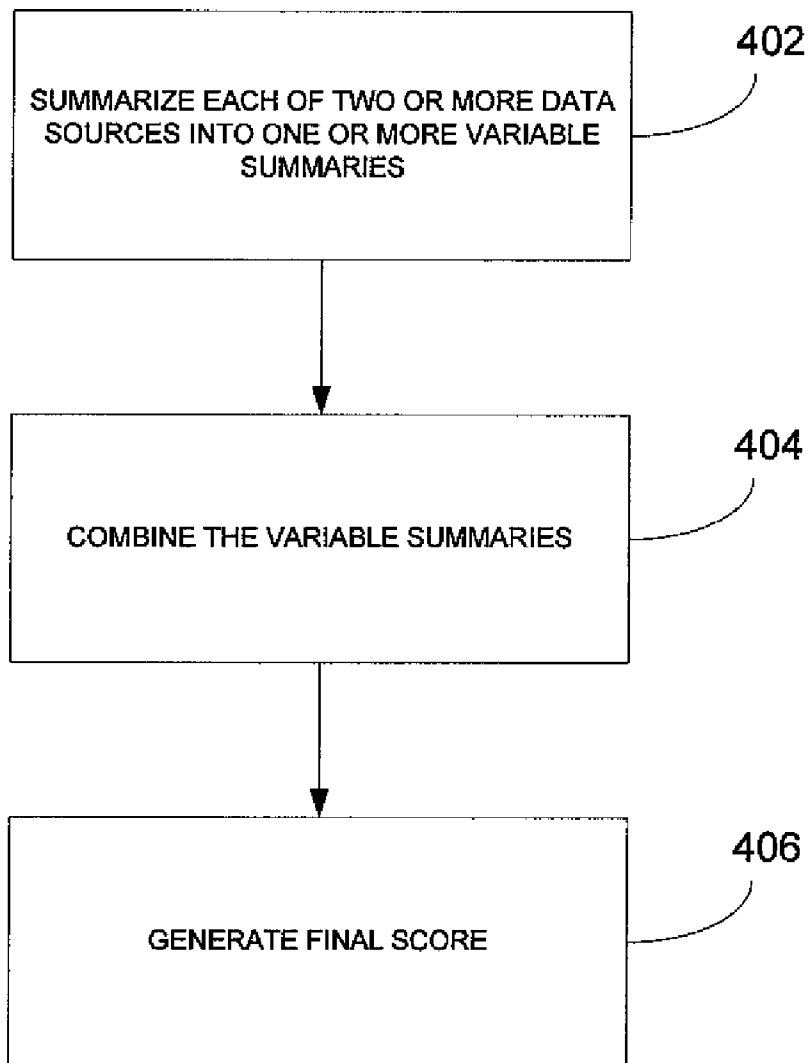 402
SUMMARIZE EACH OF TWO OR MORE DATA
SOURCES INTO ONE OR MORE VARIABLE
SUMMARIES
404
COMBINE THE VARIABLE SUMMARIES
406
GENERATE FINAL SCORE